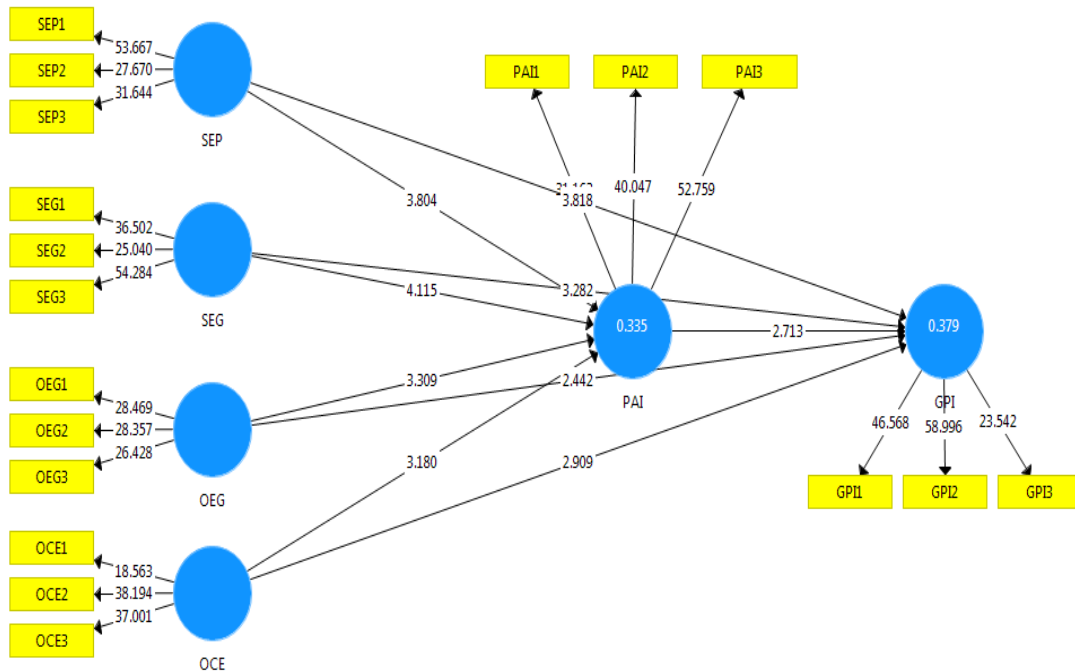 SEP1
53.667
SEP2
27.670
SEP3
31.644
SEP
SEG1
36.502
SEG2
25.040
SEG3
54.284
SEG
OEG1
28.469
OEG2
28.357
OEG3
26.428
OEG
OCE1
18.563
OCE2
38.194
OCE3
37.001
OCE
PAI1
PAI2
PAI3
40.047
52.759
3.818
3.804
3.282
4.115
3.309
2.442
3.180
2.909
0.335
PAI
2.713
0.379
GPI
46.568
58.996
23.542
GPI1
GPI2
GPI3